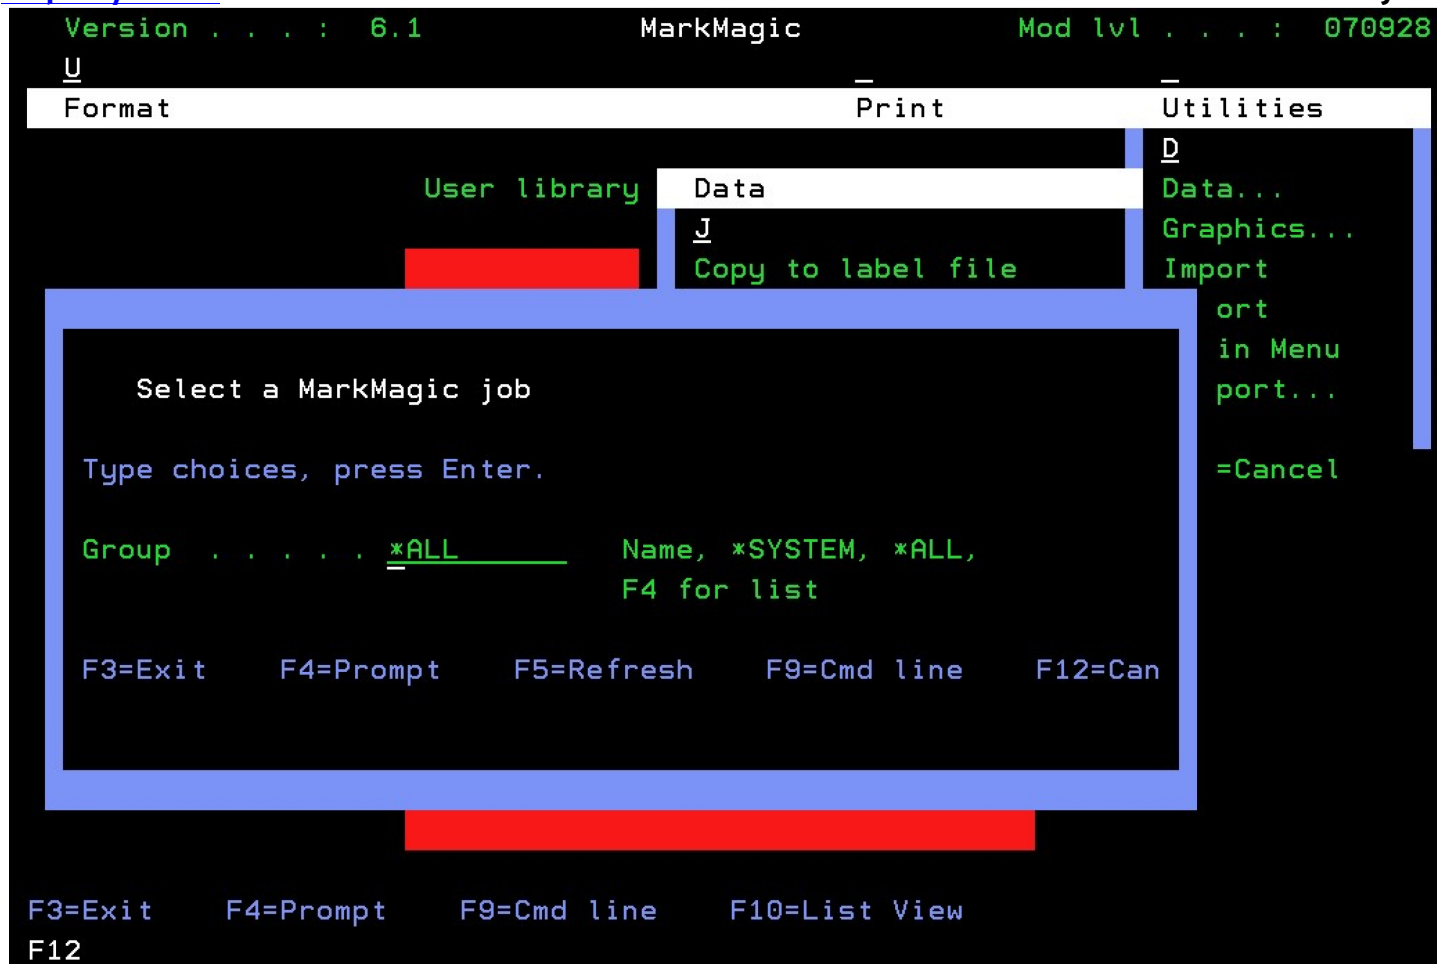 Version . . . : 6.1 MarkMagic Mod lvl . . . : 070928
U _ _
Format Print Utilities
D
User library Data Data...
J Graphics...
Copy to label file Import
ort
in Menu
Select a MarkMagic job port...
Type choices, press Enter. =Cancel
Group . . . . . *ALL Name, *SYSTEM, *ALL,
F4 for list
F3=Exit F4=Prompt F5=Refresh F9=Cmd line F12=Can
F3=Exit F4=Prompt F9=Cmd line F10=List View
F12